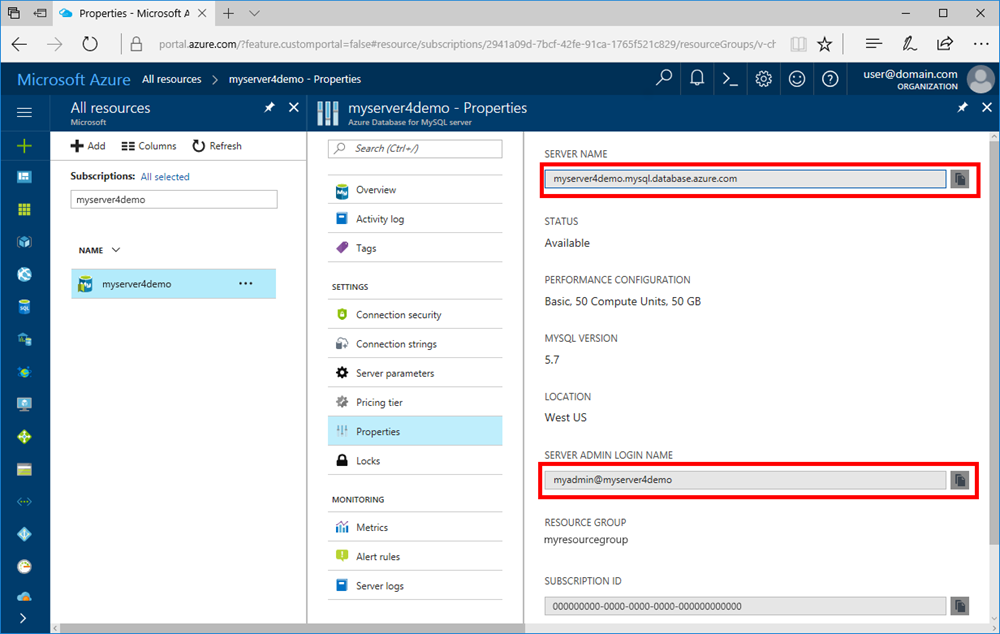 Properties - Microsoft A
portal.azure.com/?feature.customportal=false#resource/subscriptions/2941a09d-7bcf-42fe-91ca-1765f521c829/resourceGroups/v-ch
Microsoft Azure All resources > myserver4demo - Properties
user@domain.com
ORGANIZATION
All resources
Microsoft
Add Columns Refresh
Subscriptions: All selected
myserver4demo
NAME
myserver4demo
myserver4demo - Properties
Azure Database for MySQL server
Search (Ctrl+/)
Overview
Activity log
Tags
SETTINGS
Connection security
Connection strings
Server parameters
Pricing tier
Properties
Locks
MONITORING
Metrics
Alert rules
Server logs
SERVER NAME
myserver4demo.mysql.database.azure.com
STATUS
Available
PERFORMANCE CONFIGURATION
Basic, 50 Compute Units, 50 GB
MYSQL VERSION
5.7
LOCATION
West US
SERVER ADMIN LOGIN NAME
myadmin@myserver4demo
RESOURCE GROUP
myresourcegroup
SUBSCRIPTION ID
000000000-0000-0000-0000-000000000000